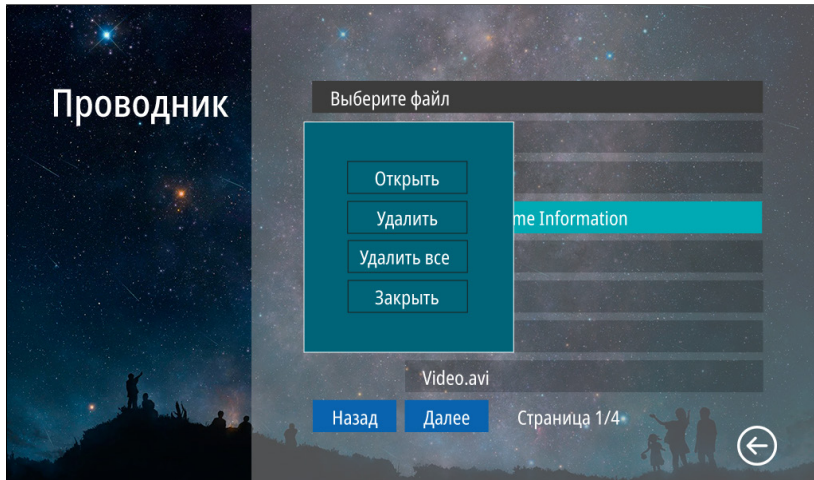 Проводник
Выберите файл
Открыть
Удалить
me Information
Удалить все
Закрыть
Video.avi
Назад
Далее
Страница 1/4